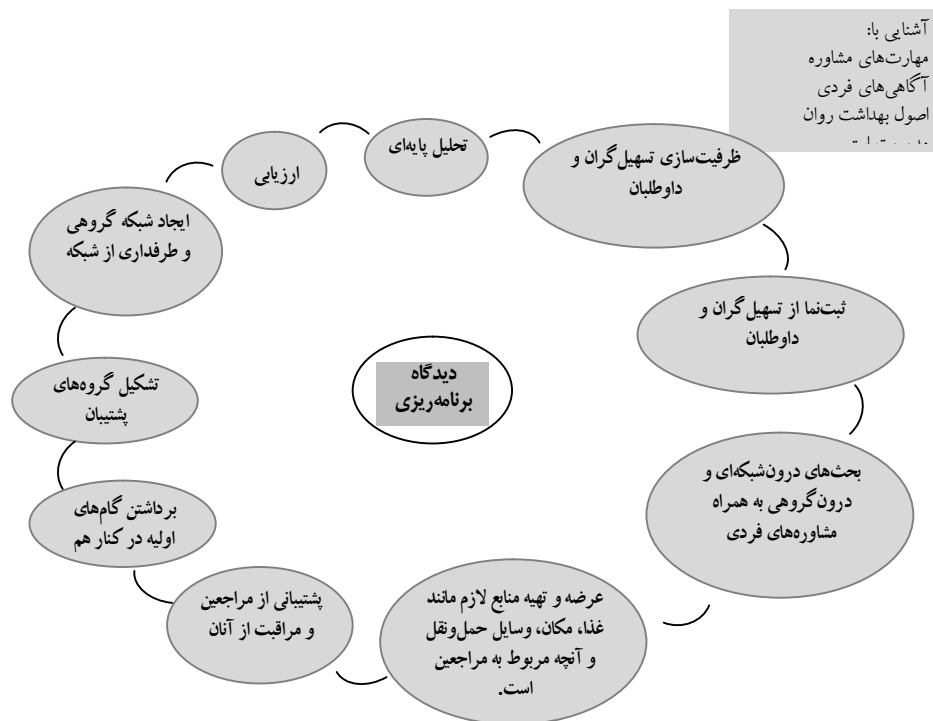 آشنایی با:
مهارت‌های مشاوره
آگاهی‌های فردی
اصول بهداشت روان
تحلیل پایه‌ای
ظرفیت‌سازی تسهیل‌گران و
داوطلبان
ارزیابی
ایجاد شبکه گروهی
و طرفداری از شبکه
ثبت‌نما از تسهیل‌گران و
داوطلبان
دیدگاه
برنامه‌ریزی
تشکیل گروه‌های
پشتیبان
بحث‌های درون‌شبکه‌ای و
درون‌گروهی به همراه
مشاوره‌های فردی
برداشتن گام‌های
اولیه در کنار هم
عرضه و تهیه منابع لازم مانند
غذا، مکان، وسایل حمل‌ونقل
و آنچه مربوط به مراجعین
است.
پشتیبانی از مراجعین
و مراقبت از آنان